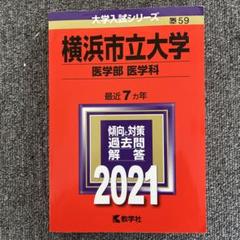 大学入試シリーズ
59
横浜市立大学
医学部 医学科
最近7ヵ年
傾向と対策
過去問
解答
2021
教学社